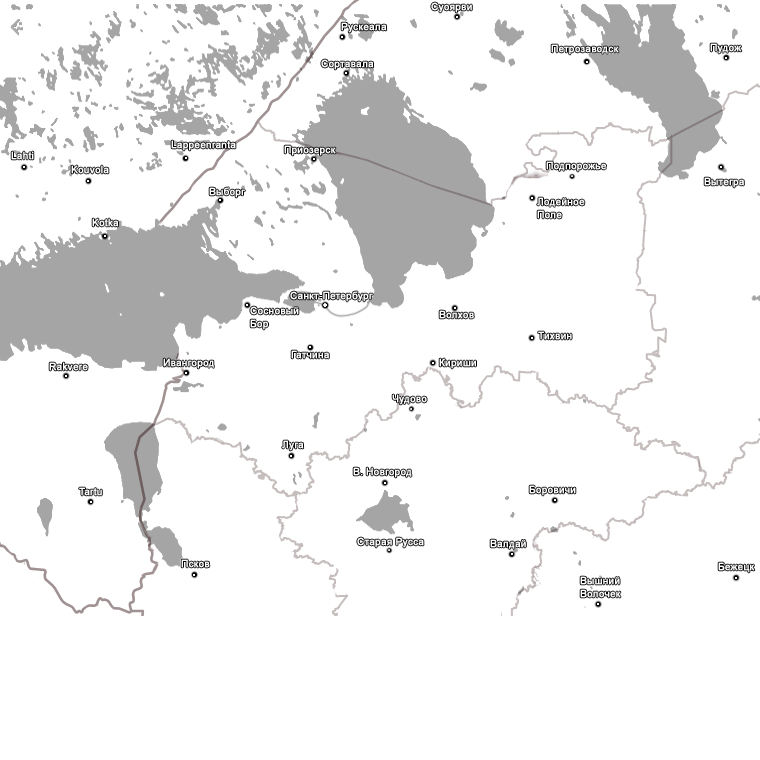 Суоярви
Рускеала
Петрозаводск
Пудож
Сортавала
Lappeenranta
Приозерск
Lahti
Kouvola
Подпорожье
Вытегра
Выборг
Лодейное
Поле
Kotka
Санкт-Петербург
Сосновый
Бор
Волхов
Тихвин
Гатчина
Rakvere
Ивангород
Кириши
Чудово
Луга
В. Новгород
Tartu
Боровичи
Старая Русса
Валдай
Псков
Вышний
Волочек
Бежецк